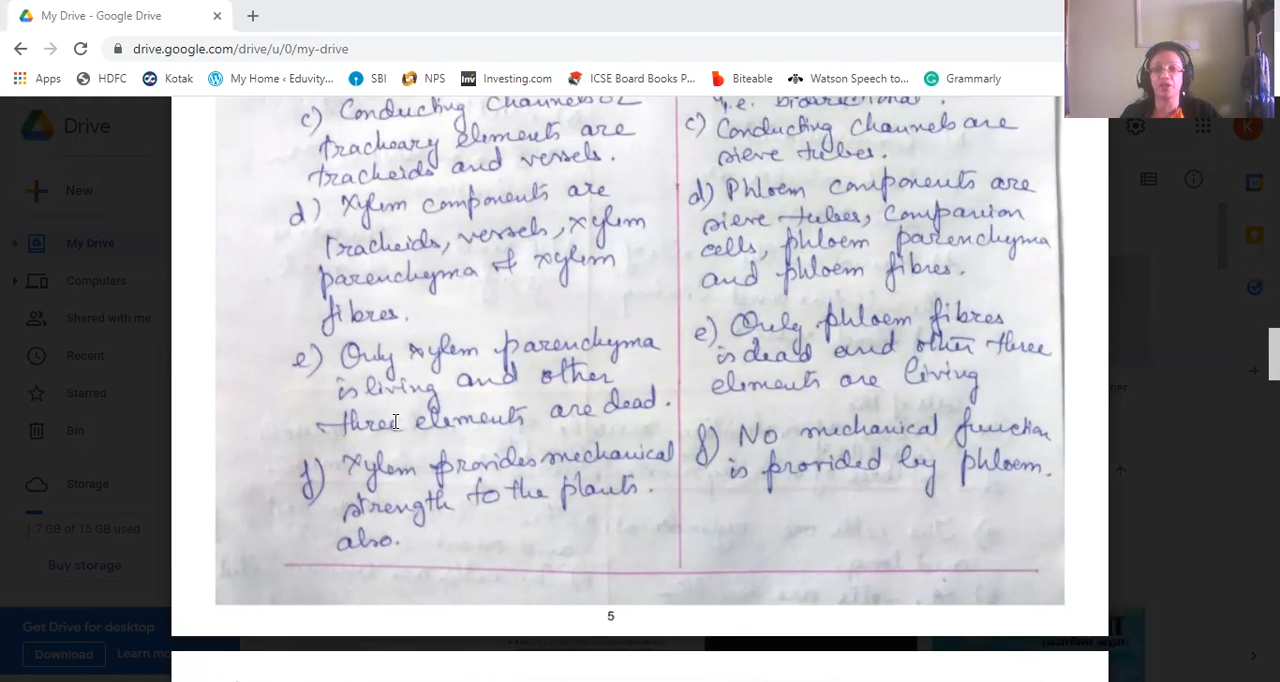 My Drive - Google Drive
drive.google.com/drive/u/0/my-drive
Apps
HDFC
Kotak
My Home ‹ Eduvity...
SBI
NPS
Inv
Investing.com
ICSE Board Books P...
Biteable
Watson Speech to...
Grammarly
Drive
K
New
My Drive
Computers
Shared with me
Recent
Starred
Bin
Storage
1.7 GB of 15 GB used
Buy storage
Get Drive for desktop
Download
Learn mo
c) Conducting Channels or
tracheary elements are
tracheids and vessels.
d) Xylem components are
tracheids, vessels, xylem
parenchyma & xylem
fibres.
e) Only xylem parenchyma
is living and other
three elements are dead.
f) Xylem provides mechanical
strength to the plants.
also.
i.e. bidirectional.
c) Conducting Channels are
sieve tubes.
d) Phloem components are
sieve tubes, Companion
cells, phloem parenchyma
and phloem fibres.
e) Only phloem fibres
is dead and other three
elements are living
f) No mechanical function
is provided by phloem.
5